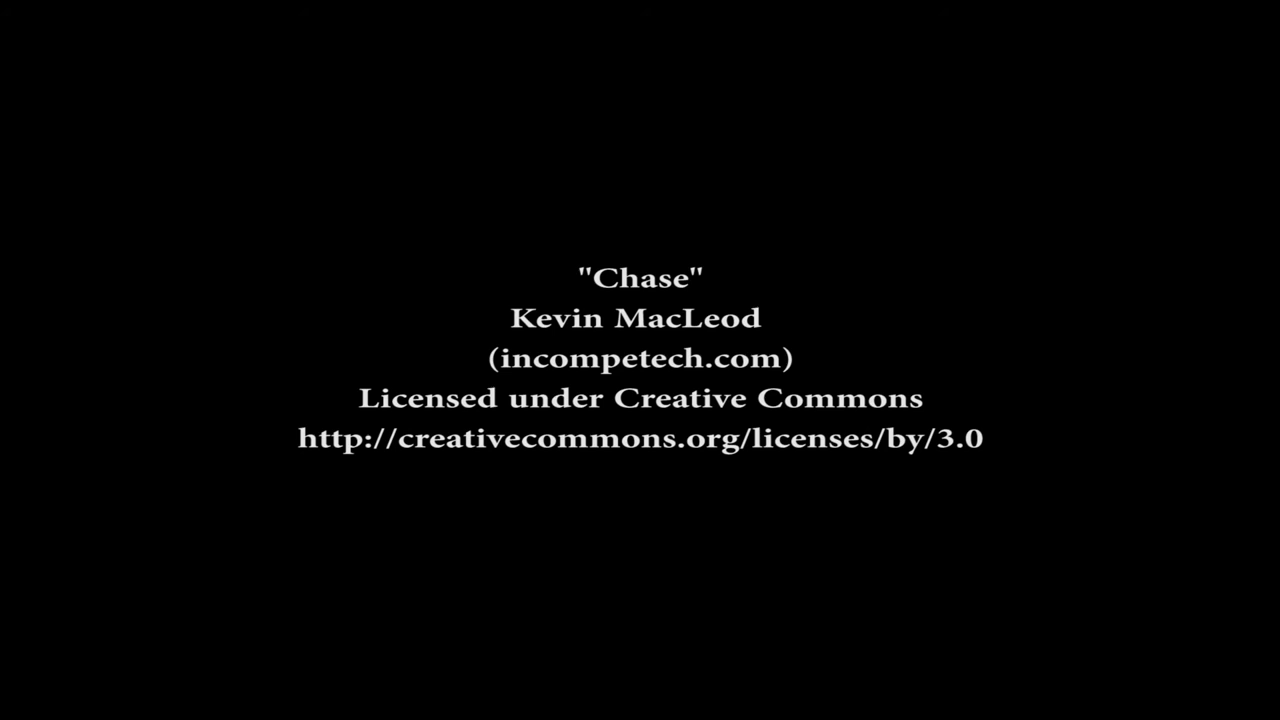 "Chase"
Kevin MacLeod
(incompetech.com)
Licensed under Creative Commons
http://creativecommons.org/licenses/by/3.0